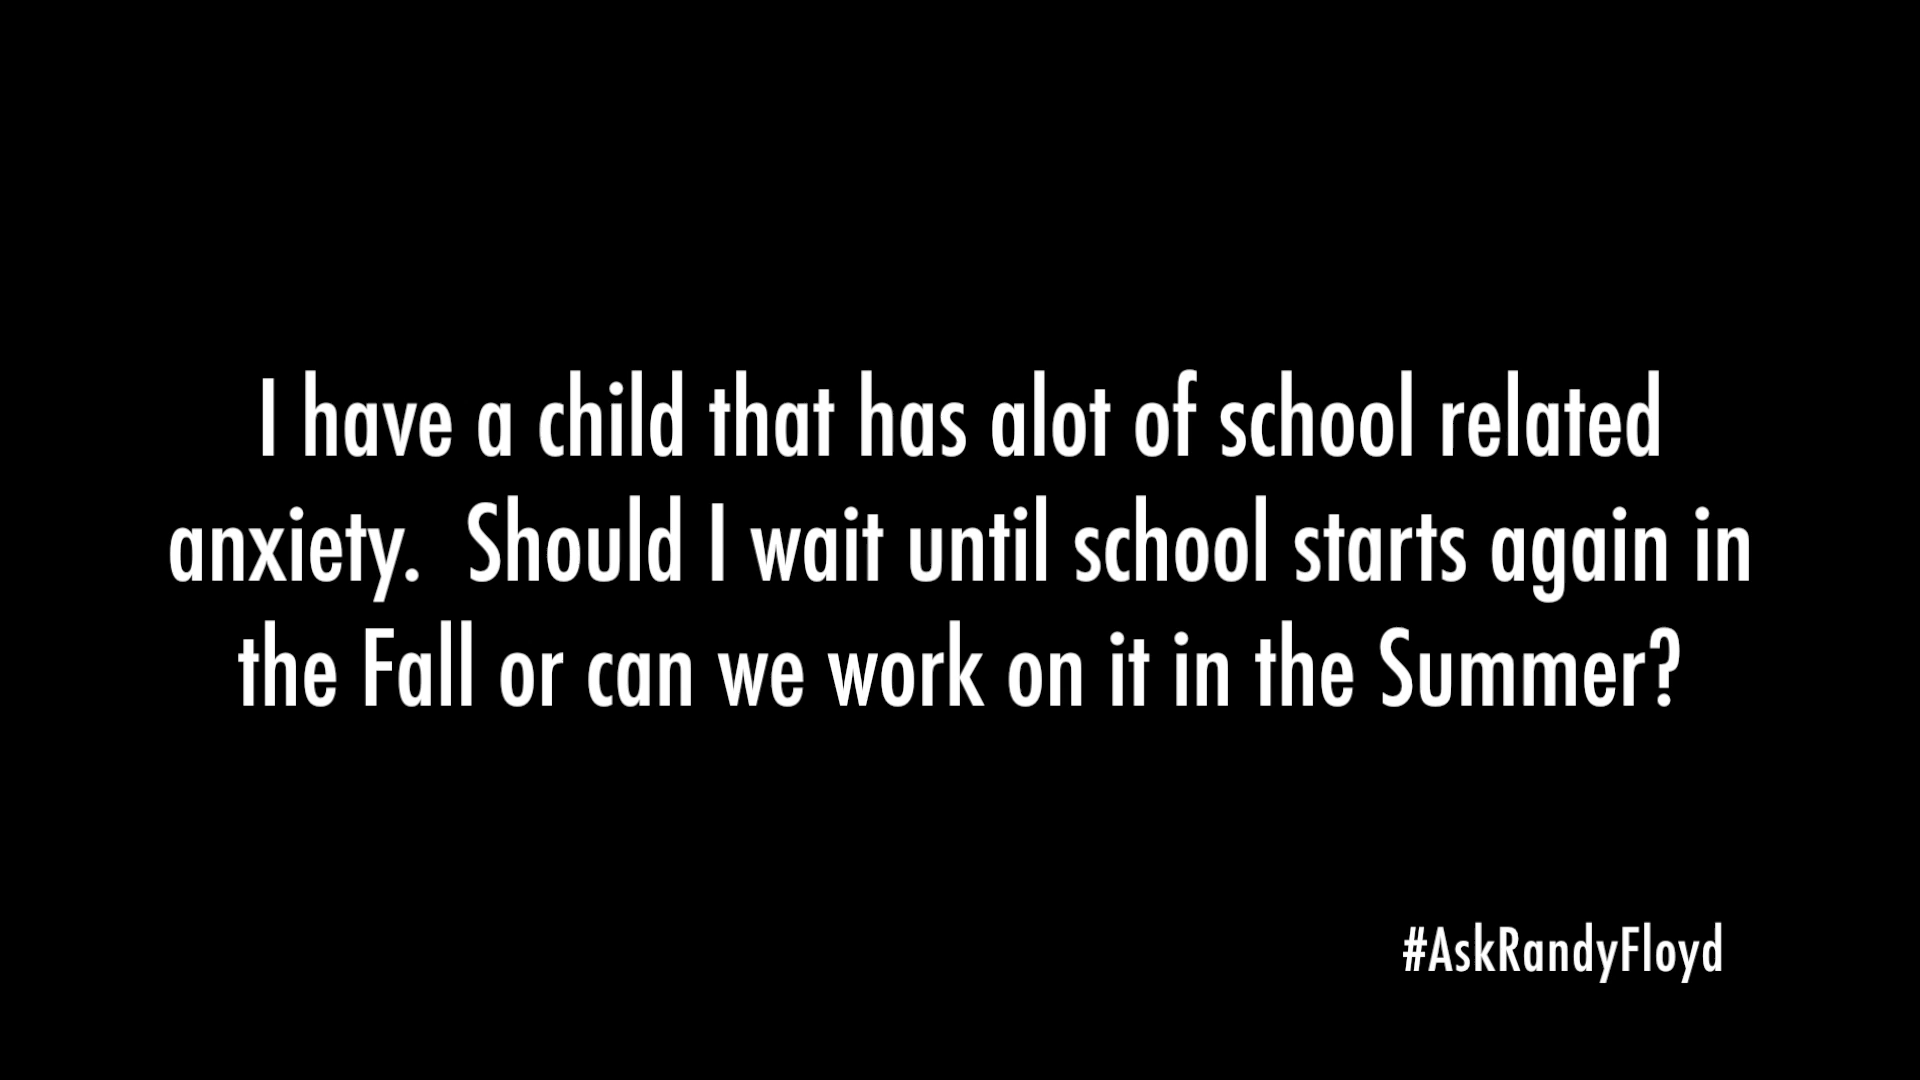 I have a child that has alot of school related
anxiety.  Should I wait until school starts again in
the Fall or can we work on it in the Summer?
#AskRandyFloyd